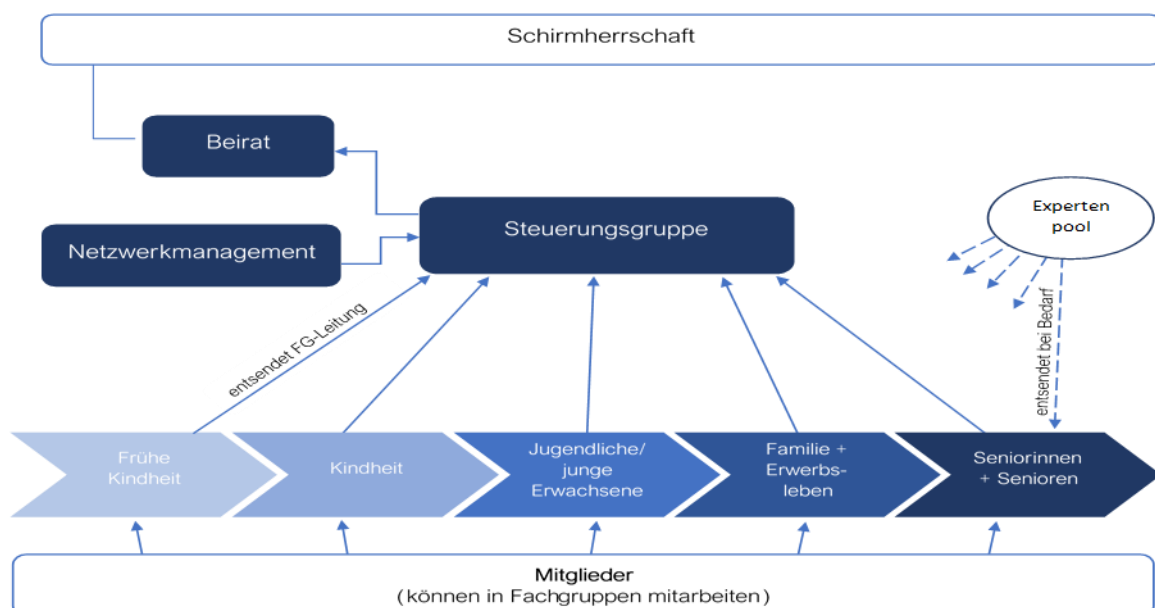 Schirmherrschaft
Beirat
Steuerungsgruppe
Netzwerkmanagement
Experten
pool
entsendet FG-Leitung
entsendet bei Bedarf
Frühe
Kindheit
Kindheit
Jugendliche/
junge
Erwachsene
Familie +
Erwerbs-
leben
Seniorinnen
+ Senioren
Mitglieder
(können in Fachgruppen mitarbeiten)